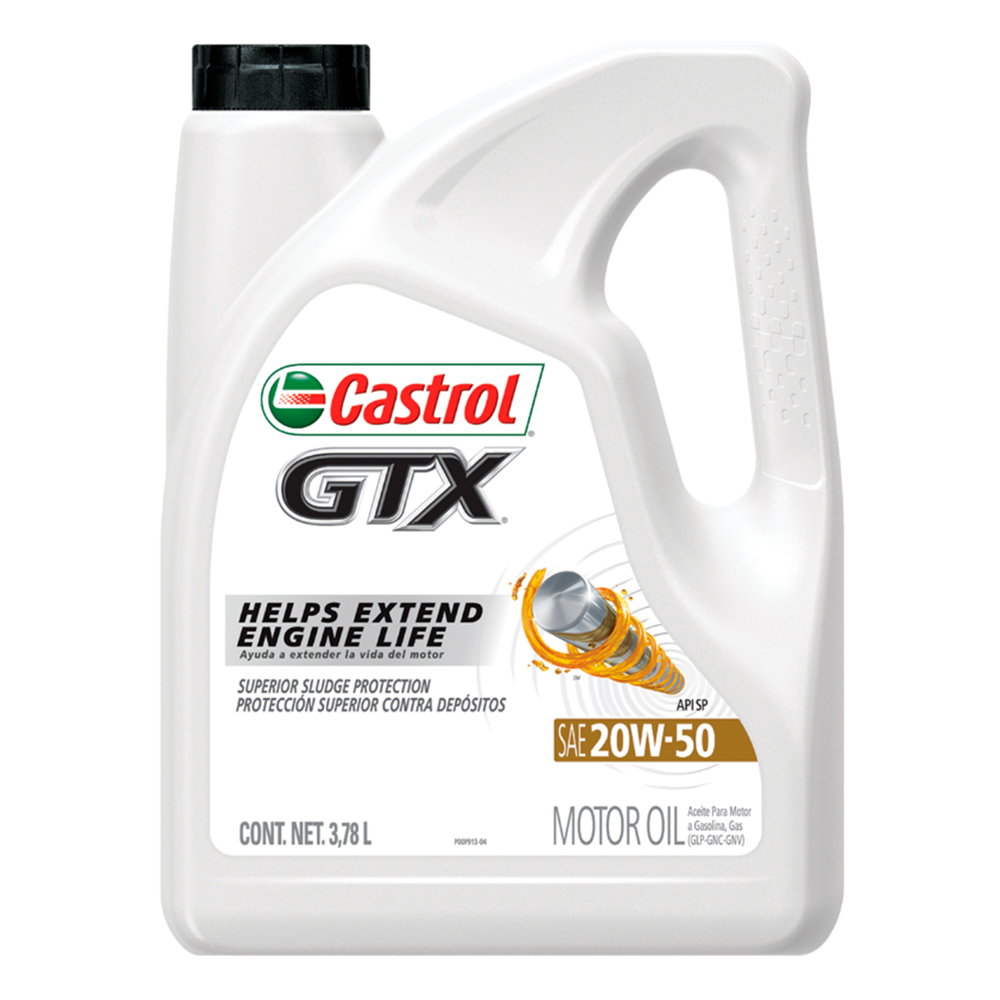 Castrol
GTX
HELPS EXTEND
ENGINE LIFE
Ayuda a extender la vida del motor
SUPERIOR SLUDGE PROTECTION
PROTECCIÓN SUPERIOR CONTRA DEPÓSITOS
TM
API SP
SAE 20W-50
CONT. NET. 3,78 L
P00P913-04
MOTOR OIL
Aceite Para Motor
a Gasolina, Gas
(GLP-GNC-GNV)